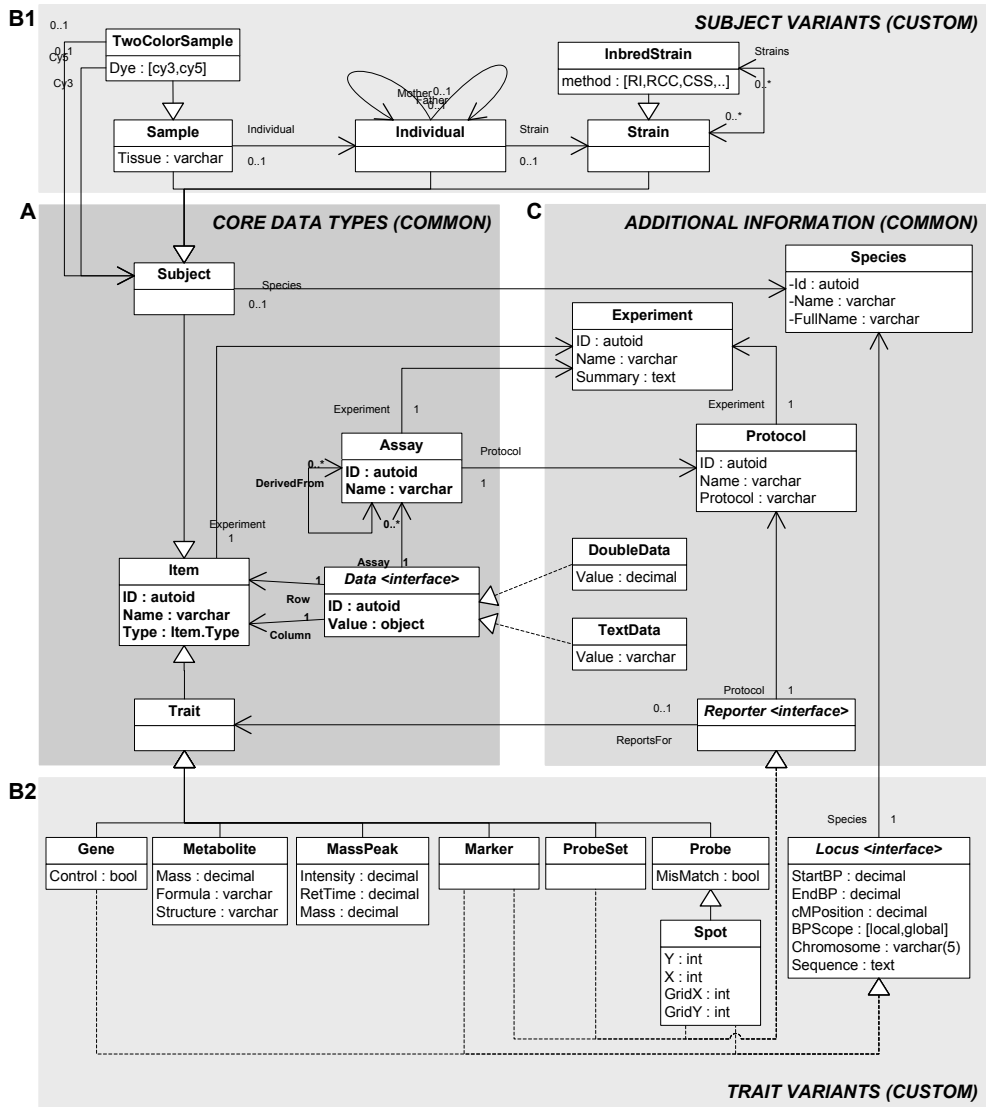 B1
SUBJECT VARIANTS (CUSTOM)
0..1
TwoColorSample
Dye : [cy3,cy5]
0..1
Cy5
Cy3
InbredStrain
method : [RI,RCC,CSS,..]
Strains
0..*
0..*
Mother
0..1
Father
0..1
Sample
Tissue : varchar
Individual
0..1
Individual
Strain
0..1
Strain
A
CORE DATA TYPES (COMMON)
C
ADDITIONAL INFORMATION (COMMON)
Subject
Species
0..1
Species
-Id : autoid
-Name : varchar
-FullName : varchar
Experiment
ID : autoid
Name : varchar
Summary : text
Experiment
1
Experiment
1
Assay
ID : autoid
Name : varchar
0..*
DerivedFrom
Protocol
1
Protocol
ID : autoid
Name : varchar
Protocol : varchar
Experiment
1
0..*
Assay
1
Item
ID : autoid
Name : varchar
Type : Item.Type
1
Row
1
Column
Data <interface>
ID : autoid
Value : object
DoubleData
Value : decimal
TextData
Value : varchar
Trait
0..1
ReportsFor
Protocol
1
Reporter <interface>
B2
Species
1
Gene
Control : bool
Metabolite
Mass : decimal
Formula : varchar
Structure : varchar
MassPeak
Intensity : decimal
RetTime : decimal
Mass : decimal
Marker
ProbeSet
Probe
MisMatch : bool
Spot
Y : int
X : int
GridX : int
GridY : int
Locus <interface>
StartBP : decimal
EndBP : decimal
cMPosition : decimal
BPScope : [local,global]
Chromosome : varchar(5)
Sequence : text
TRAIT VARIANTS (CUSTOM)